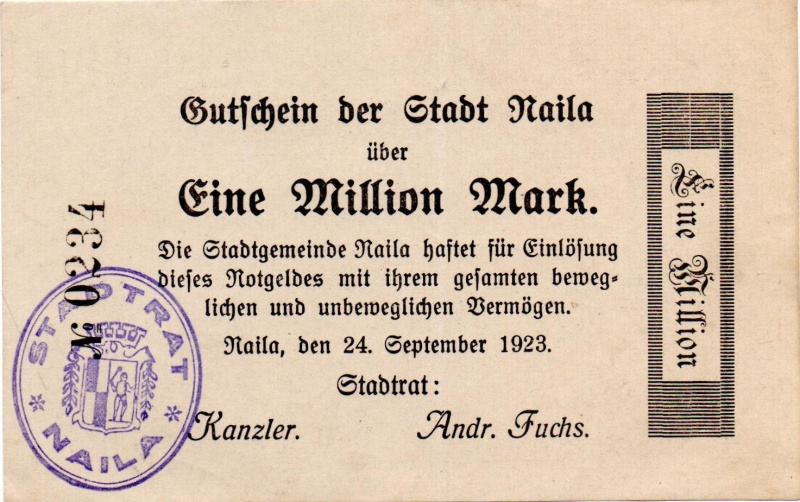 Gutschein der Stadt Naila
über
Eine Million Mark.
Die Stadtgemeinde Naila haftet für Einlösung
dieses Notgeldes mit ihrem gesamten beweg-
lichen und unbeweglichen Vermögen.
Naila, den 24. September 1923.
Stadtrat:
Kanzler. Andr. Fuchs.
№ 0234
STADTRAT
* NAILA *
Eine Million